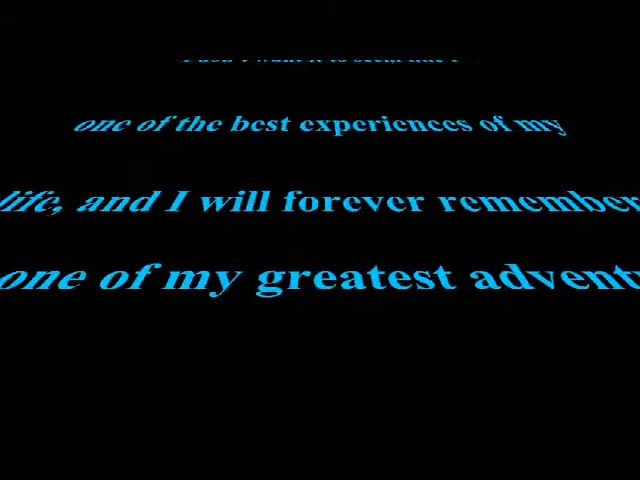 one of the best experiences of my
life, and I will forever remember
one of my greatest advent